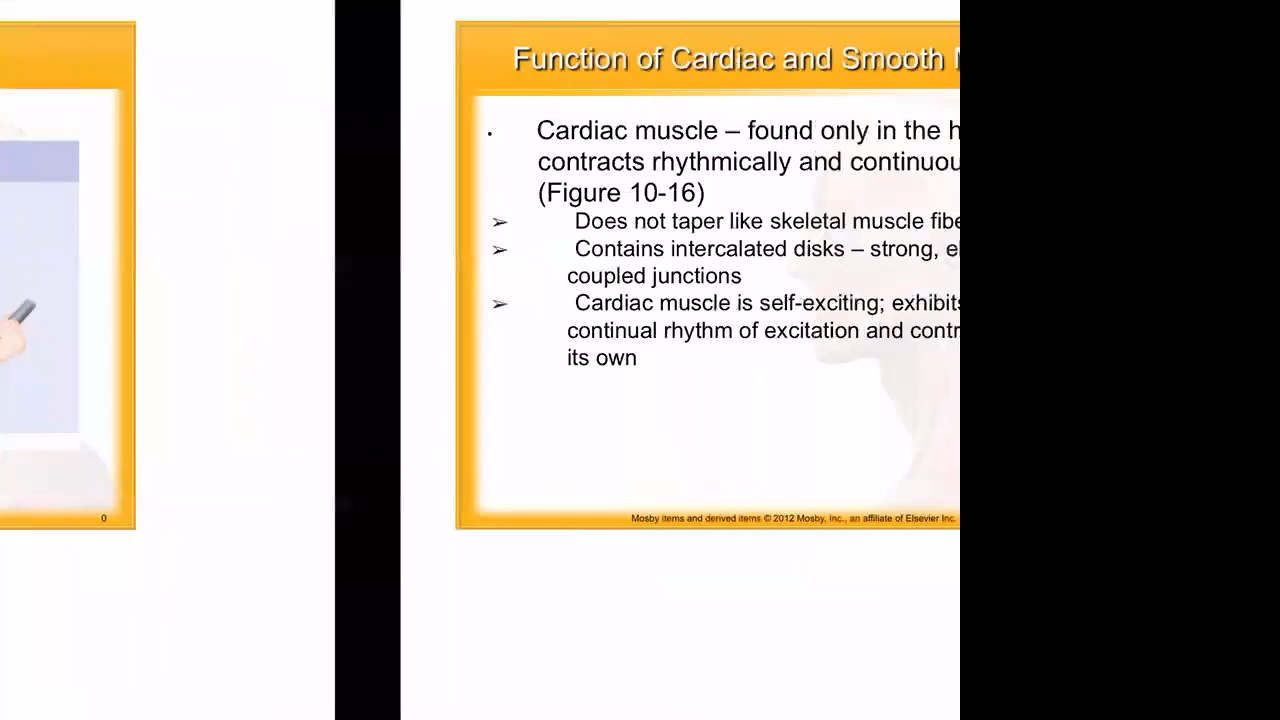 Function of Cardiac and Smooth
• Cardiac muscle – found only in the h
contracts rhythmically and continuou
(Figure 10-16)
➢ Does not taper like skeletal muscle fibe
➢ Contains intercalated disks – strong, el
coupled junctions
➢ Cardiac muscle is self-exciting; exhibits
continual rhythm of excitation and contr
its own
0
Mosby items and derived items © 2012 Mosby, Inc., an affiliate of Elsevier Inc.